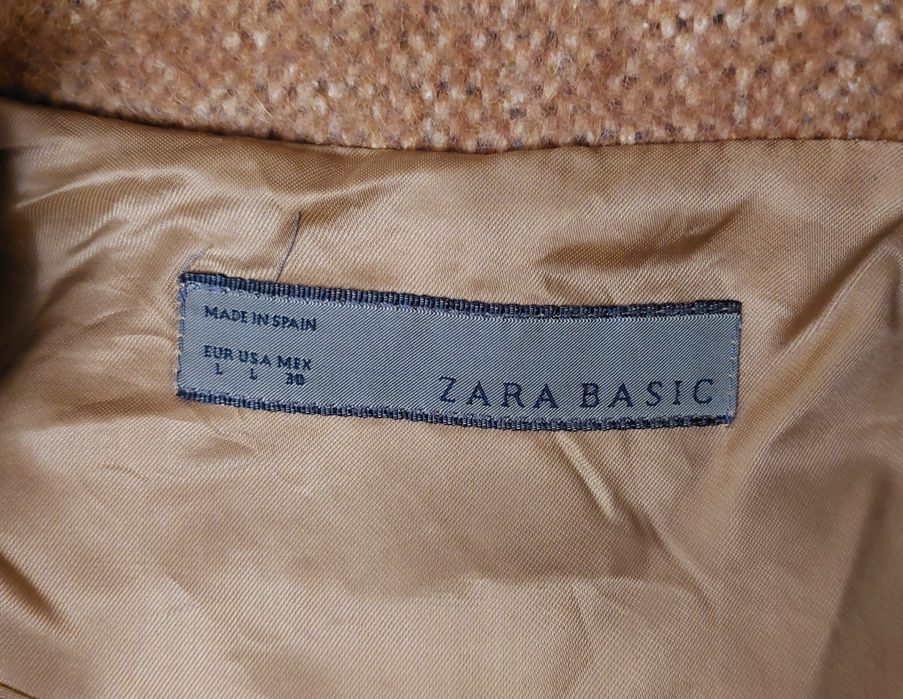 MADE IN SPAIN
EUR USA MEX
L L 30
ZARA BASIC